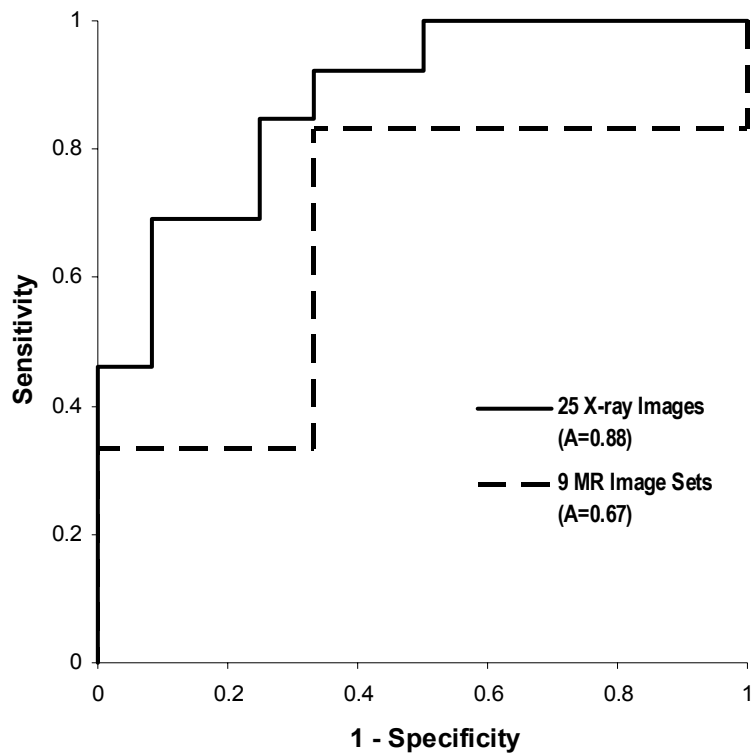 1
0.8
0.6
0.4
0.2
0
Sensitivity
25 X-ray Images
(A=0.88)
9 MR Image Sets
(A=0.67)
0 0.2 0.4 0.6 0.8 1
1 - Specificity